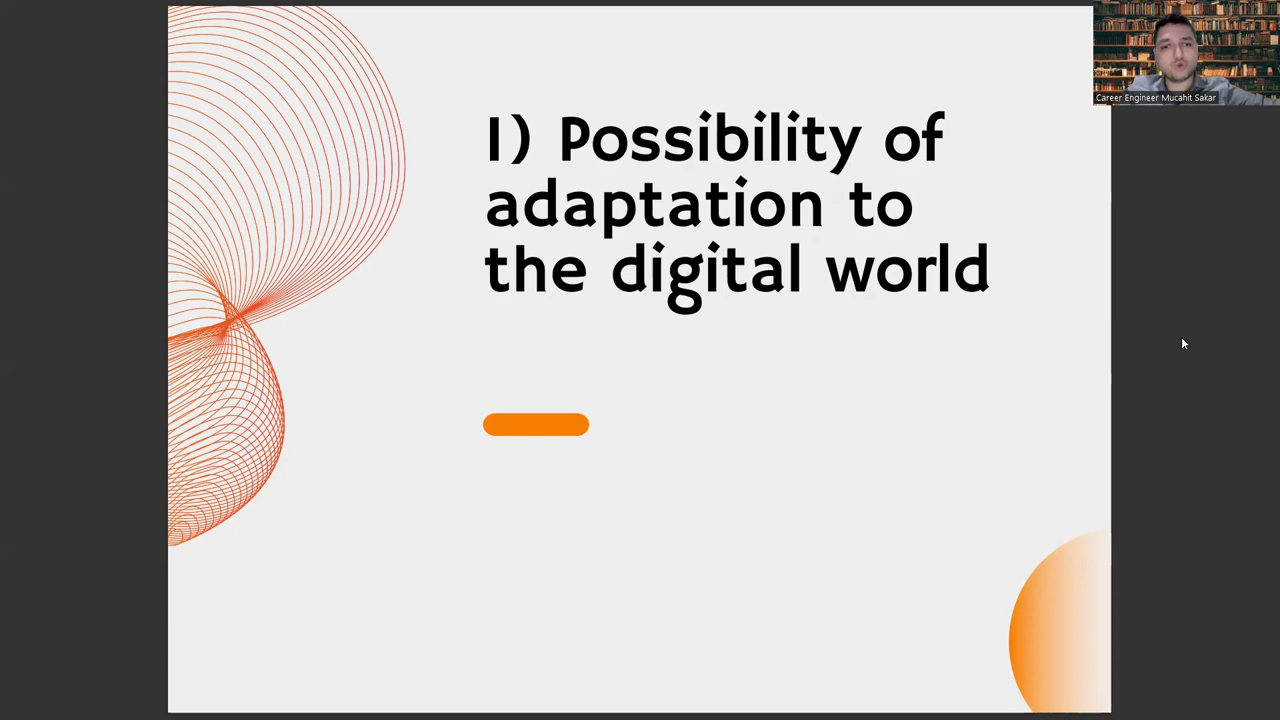 1) Possibility of
adaptation to
the digital world
Career Engineer Mucahit Sakar